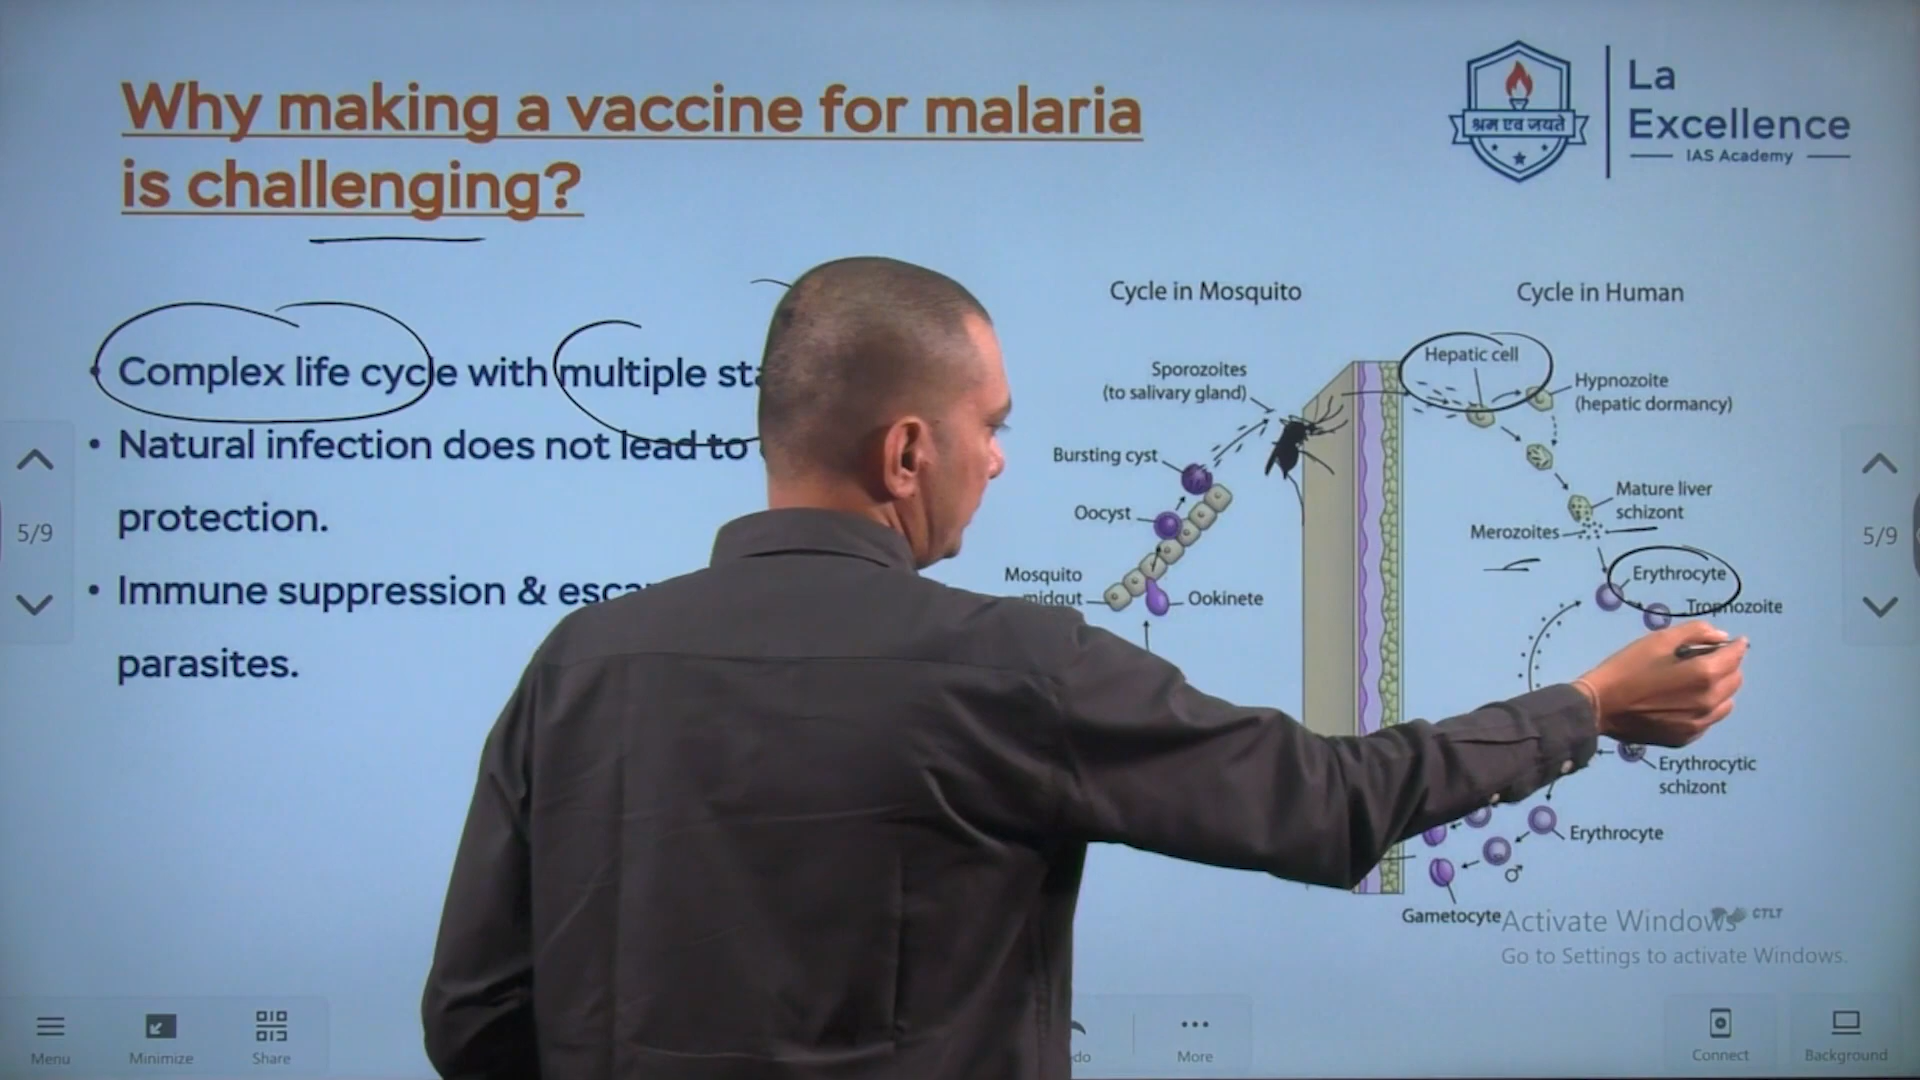 Why making a vaccine for malaria
is challenging?
श्रम एव जयते
La
Excellence
IAS Academy
Complex life cycle with multiple
Natural infection does not lead to
protection.
Immune suppression &
parasites.
5/9
Cycle in Mosquito
Cycle in Human
Sporozoites
(to salivary gland)
Bursting cyst
Oocyst
Mosquito
midgut
Ookinete
Hepatic cell
Hypnozoite
(hepatic dormancy)
Mature liver
schizont
Merozoites
Erythrocyte
Trophozoite
Erythrocytic
schizont
Erythrocyte
♂
Gametocyte
CTLT
5/9
Activate Windows
Go to Settings to activate Windows.
Menu
Minimize
Share
More
Connect
Background